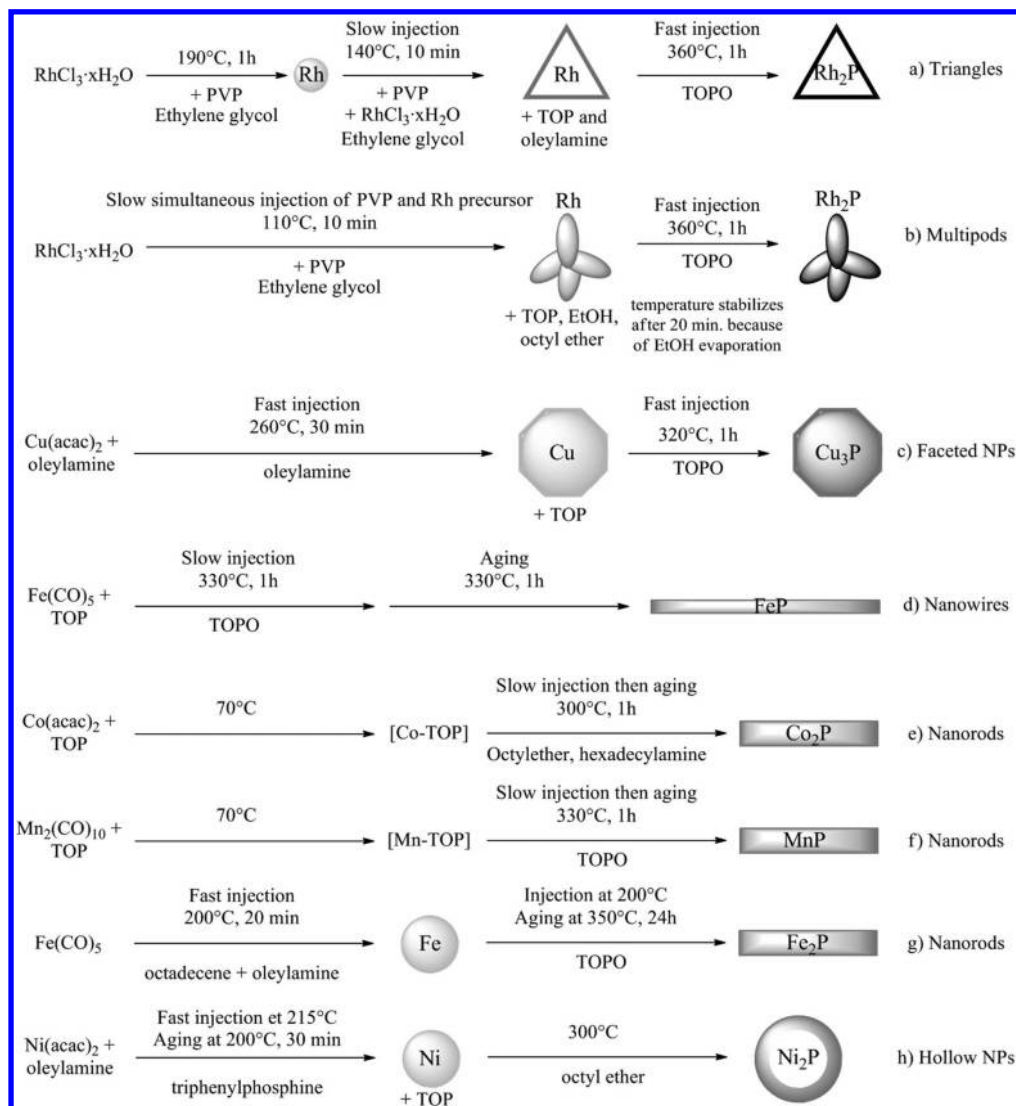 RhCl3·xH2O
190°C, 1h
+ PVP
Ethylene glycol
Rh
Slow injection
140°C, 10 min
+ PVP
+ RhCl3·xH2O
Ethylene glycol
Rh
+ TOP and
oleylamine
Fast injection
360°C, 1h
TOPO
Rh2P
a) Triangles
RhCl3·xH2O
Slow simultaneous injection of PVP and Rh precursor
110°C, 10 min
+ PVP
Ethylene glycol
Rh
+ TOP, EtOH,
octyl ether
Fast injection
360°C, 1h
TOPO
temperature stabilizes
after 20 min. because
of EtOH evaporation
Rh2P
b) Multipods
Cu(acac)2 +
oleylamine
Fast injection
260°C, 30 min
oleylamine
Cu
+ TOP
Fast injection
320°C, 1h
TOPO
Cu3P
c) Faceted NPs
Fe(CO)5 +
TOP
Slow injection
330°C, 1h
TOPO
Aging
330°C, 1h
FeP
d) Nanowires
Co(acac)2 +
TOP
70°C
[Co-TOP]
Slow injection then aging
300°C, 1h
Octylether, hexadecylamine
Co2P
e) Nanorods
Mn2(CO)10 +
TOP
70°C
[Mn-TOP]
Slow injection then aging
330°C, 1h
TOPO
MnP
f) Nanorods
Fe(CO)5
Fast injection
200°C, 20 min
octadecene + oleylamine
Fe
Injection at 200°C
Aging at 350°C, 24h
TOPO
Fe2P
g) Nanorods
Ni(acac)2 +
oleylamine
Fast injection et 215°C
Aging at 200°C, 30 min
triphenylphosphine
Ni
+ TOP
300°C
octyl ether
Ni2P
h) Hollow NPs